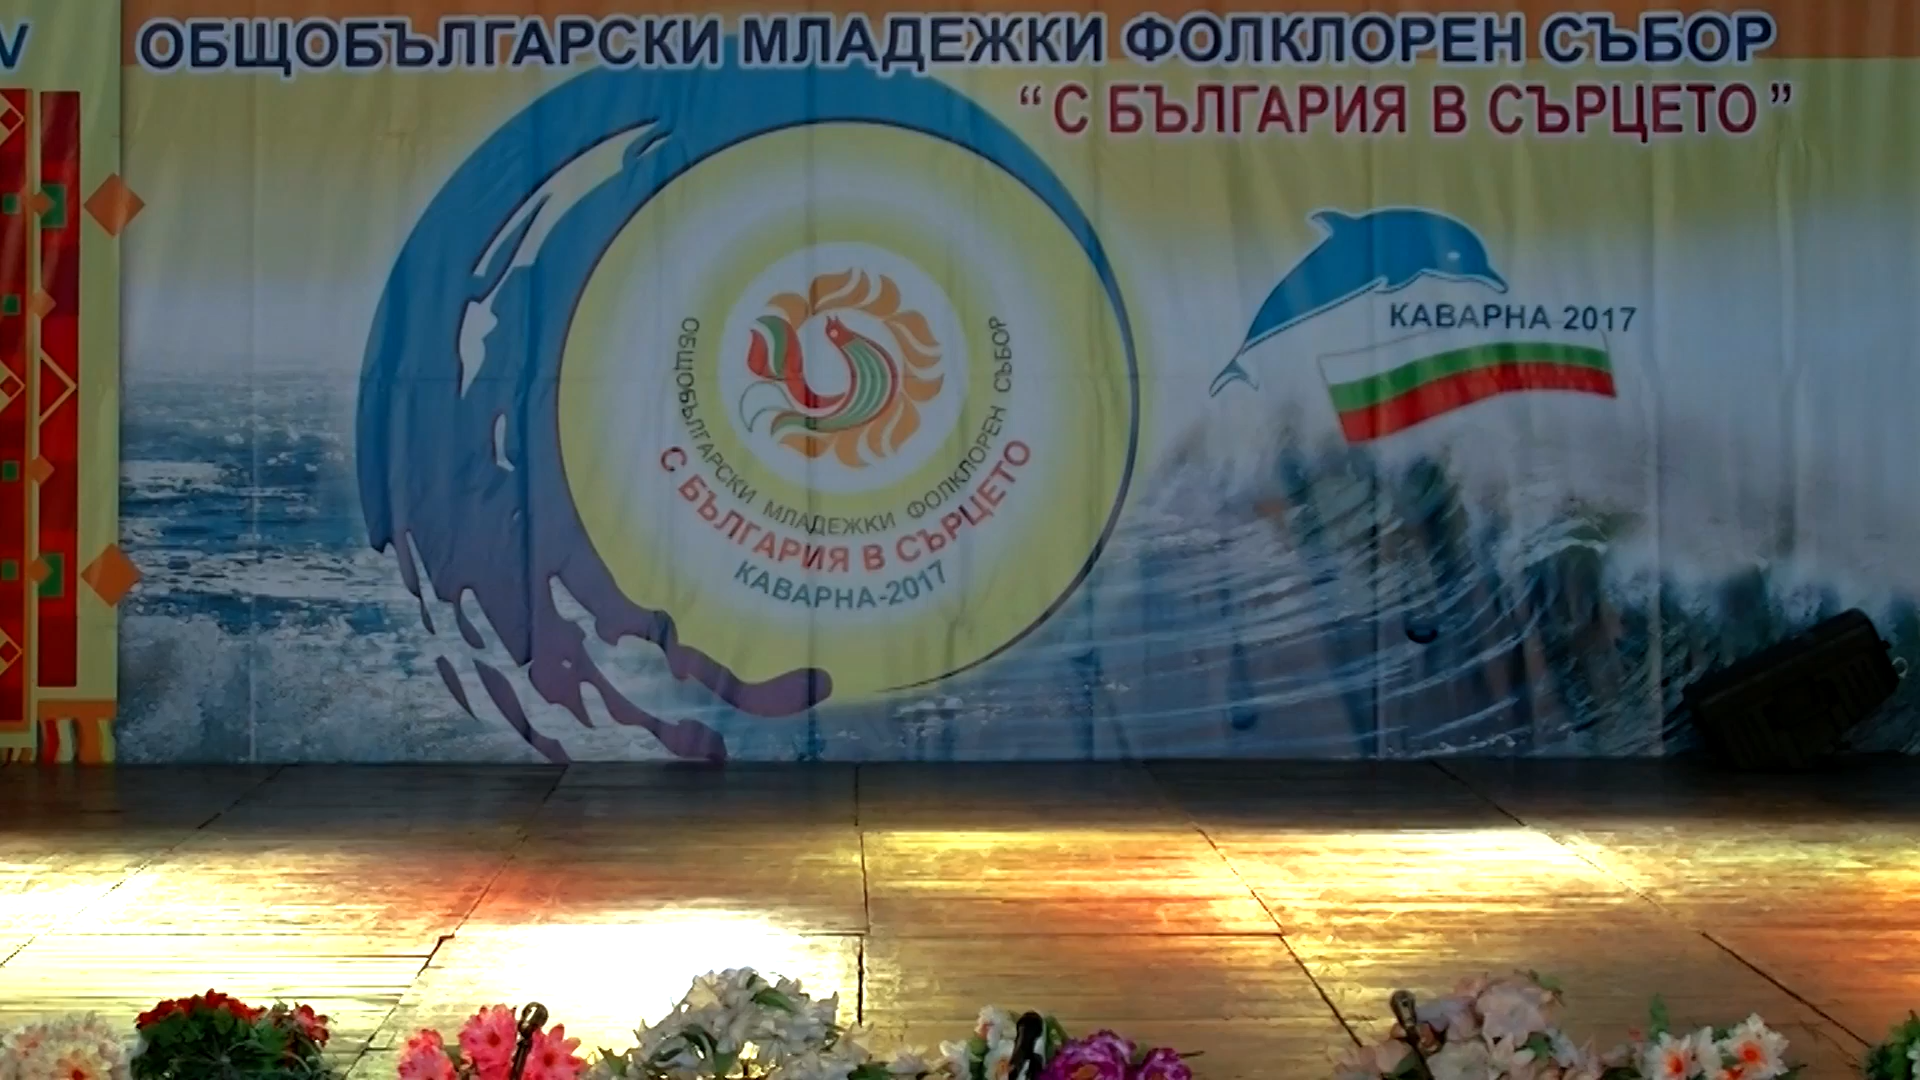 V
ОБЩОБЪЛГАРСКИ МЛАДЕЖКИ ФОЛКЛОРЕН СЪБОР
“С БЪЛГАРИЯ В СЪРЦЕТО”
КАВАРНА 2017
ОБЩОБЪЛГАРСКИ МЛАДЕЖКИ ФОЛКЛОРЕН СЪБОР
С БЪЛГАРИЯ В СЪРЦЕТО
КАВАРНА-2017